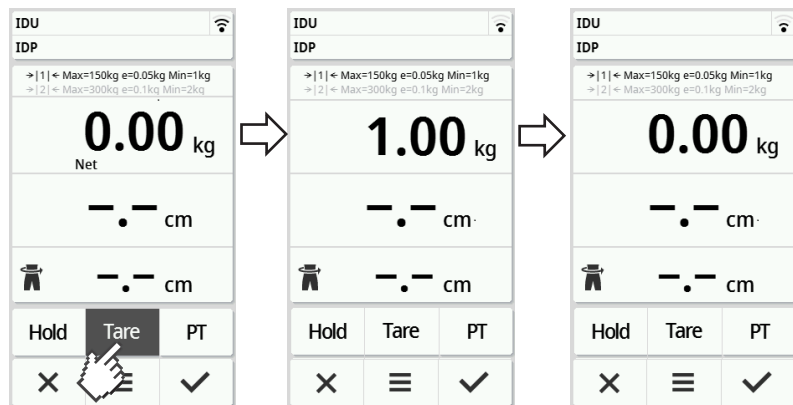 IDU
IDP
→|1|← Max=150kg e=0.05kg Min=1kg
→|2|← Max=300kg e=0.1kg Min=2kg
0.00 kg
Net
-.- cm
-.- cm
Hold Tare PT
IDU
IDP
→|1|← Max=150kg e=0.05kg Min=1kg
→|2|← Max=300kg e=0.1kg Min=2kg
1.00 kg
-.- cm
-.- cm
Hold Tare PT
IDU
IDP
→|1|← Max=150kg e=0.05kg Min=1kg
→|2|← Max=300kg e=0.1kg Min=2kg
0.00 kg
-.- cm
-.- cm
Hold Tare PT